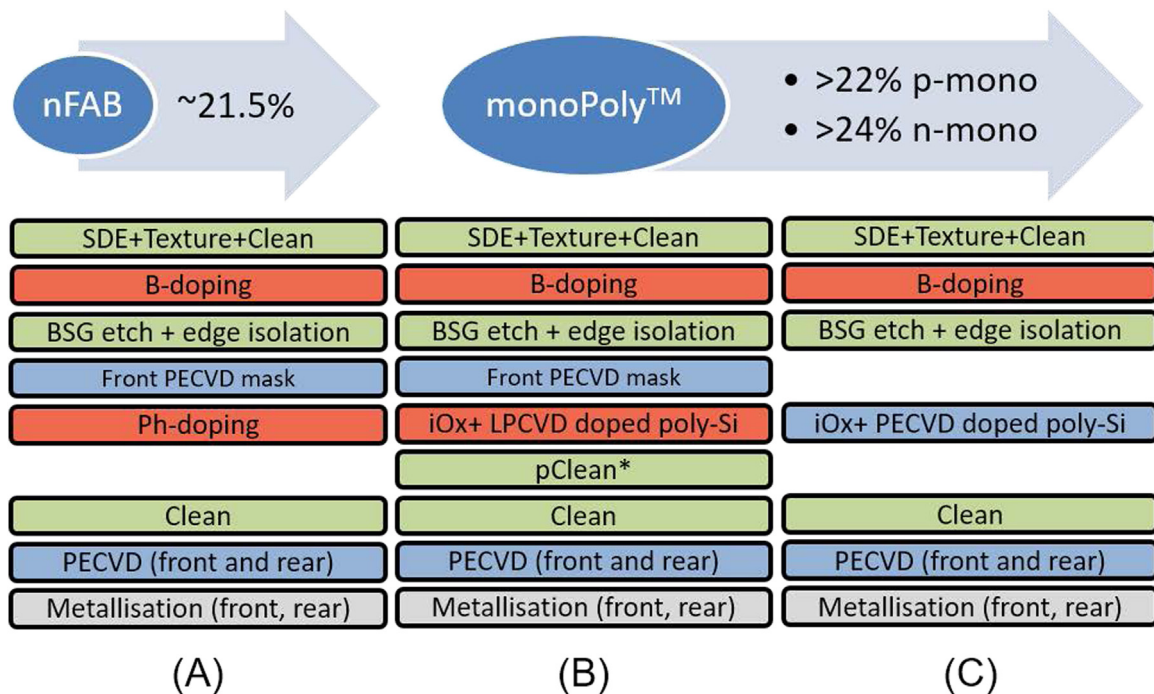 nFAB
~21.5%
monoPoly™
• >22% p-mono
• >24% n-mono
SDE+Texture+Clean
B-doping
BSG etch + edge isolation
Front PECVD mask
Ph-doping
Clean
PECVD (front and rear)
Metallisation (front, rear)
(A)
SDE+Texture+Clean
B-doping
BSG etch + edge isolation
Front PECVD mask
iOx+ LPCVD doped poly-Si
pClean*
Clean
PECVD (front and rear)
Metallisation (front, rear)
(B)
SDE+Texture+Clean
B-doping
BSG etch + edge isolation
iOx+ PECVD doped poly-Si
Clean
PECVD (front and rear)
Metallisation (front, rear)
(C)